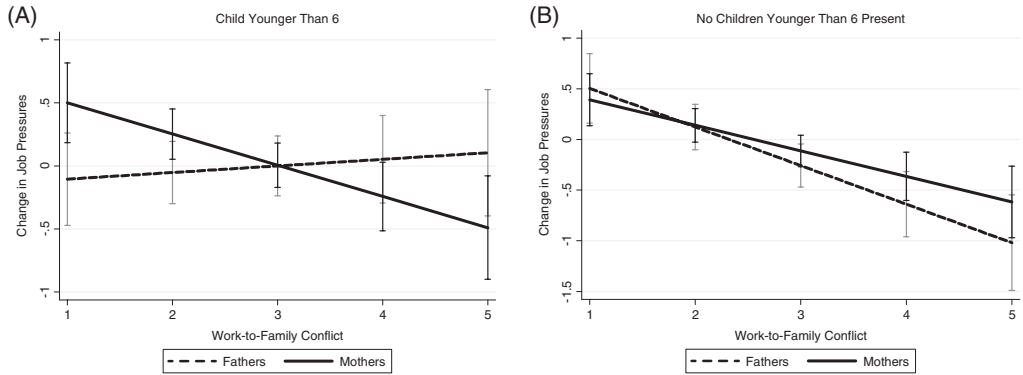 (A)
Child Younger Than 6
Change in Job Pressures
1
.5
0
-.5
-1
1 2 3 4 5
Work-to-Family Conflict
Fathers Mothers
(B)
No Children Younger Than 6 Present
Change in Job Pressures
1
.5
0
-.5
-1
-1.5
1 2 3 4 5
Work-to-Family Conflict
Fathers Mothers